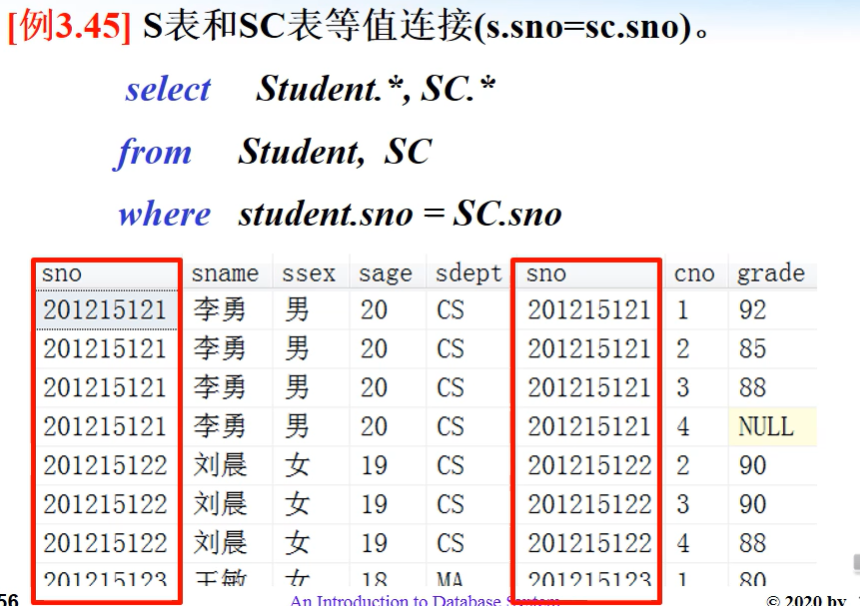 [例3.45] S表和SC表等值连接(s.sno=sc.sno)。
select Student.*, SC.*
from Student, SC
where student.sno = SC.sno
sno sname ssex sage sdept sno cno grade
201215121 李勇 男 20 CS 201215121 1 92
201215121 李勇 男 20 CS 201215121 2 85
201215121 李勇 男 20 CS 201215121 3 88
201215121 李勇 男 20 CS 201215121 4 NULL
201215122 刘晨 女 19 CS 201215122 2 90
201215122 刘晨 女 19 CS 201215122 3 90
201215122 刘晨 女 19 CS 201215122 4 88
201215123 王敏 女 18 MA 201215123 1 80
56 An Introduction to Database System © 2020 by